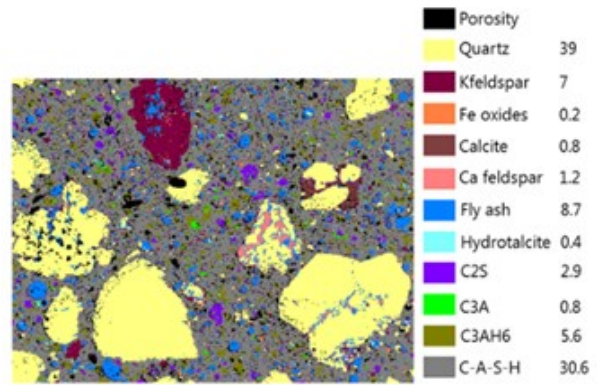 Porosity
Quartz 39
Kfeldspar 7
Fe oxides 0.2
Calcite 0.8
Ca feldspar 1.2
Fly ash 8.7
Hydrotalcite 0.4
C2S 2.9
C3A 0.8
C3AH6 5.6
C-A-S-H 30.6